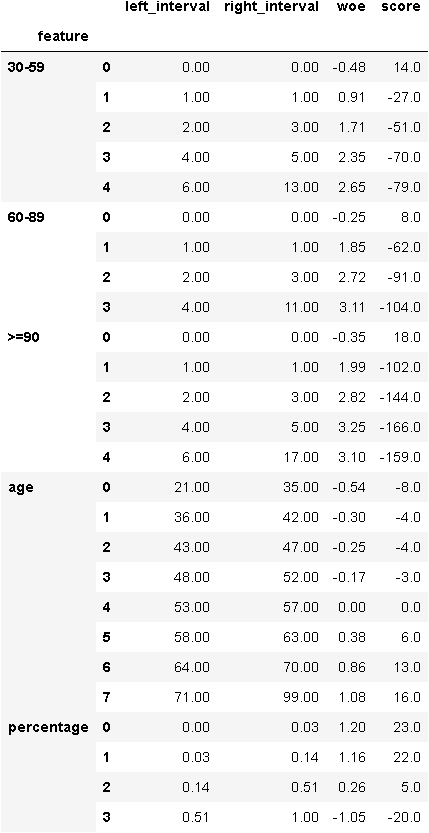 left_interval right_interval woe score
feature
30-59 0 0.00 0.00 -0.48 14.0
1 1.00 1.00 0.91 -27.0
2 2.00 3.00 1.71 -51.0
3 4.00 5.00 2.35 -70.0
4 6.00 13.00 2.65 -79.0
60-89 0 0.00 0.00 -0.25 8.0
1 1.00 1.00 1.85 -62.0
2 2.00 3.00 2.72 -91.0
3 4.00 11.00 3.11 -104.0
>=90 0 0.00 0.00 -0.35 18.0
1 1.00 1.00 1.99 -102.0
2 2.00 3.00 2.82 -144.0
3 4.00 5.00 3.25 -166.0
4 6.00 17.00 3.10 -159.0
age 0 21.00 35.00 -0.54 -8.0
1 36.00 42.00 -0.30 -4.0
2 43.00 47.00 -0.25 -4.0
3 48.00 52.00 -0.17 -3.0
4 53.00 57.00 0.00 0.0
5 58.00 63.00 0.38 6.0
6 64.00 70.00 0.86 13.0
7 71.00 99.00 1.08 16.0
percentage 0 0.00 0.03 1.20 23.0
1 0.03 0.14 1.16 22.0
2 0.14 0.51 0.26 5.0
3 0.51 1.00 -1.05 -20.0